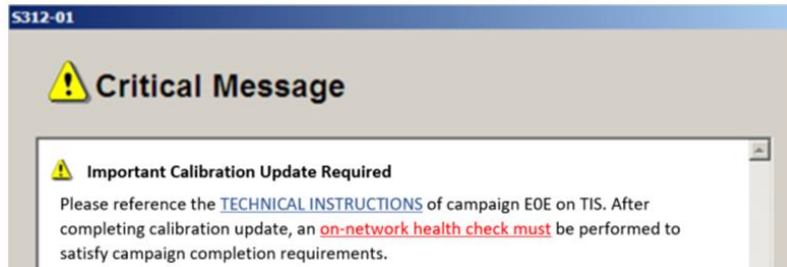 S312-01
Critical Message
Important Calibration Update Required
Please reference the TECHNICAL INSTRUCTIONS of campaign E0E on TIS. After
completing calibration update, an on-network health check must be performed to
satisfy campaign completion requirements.